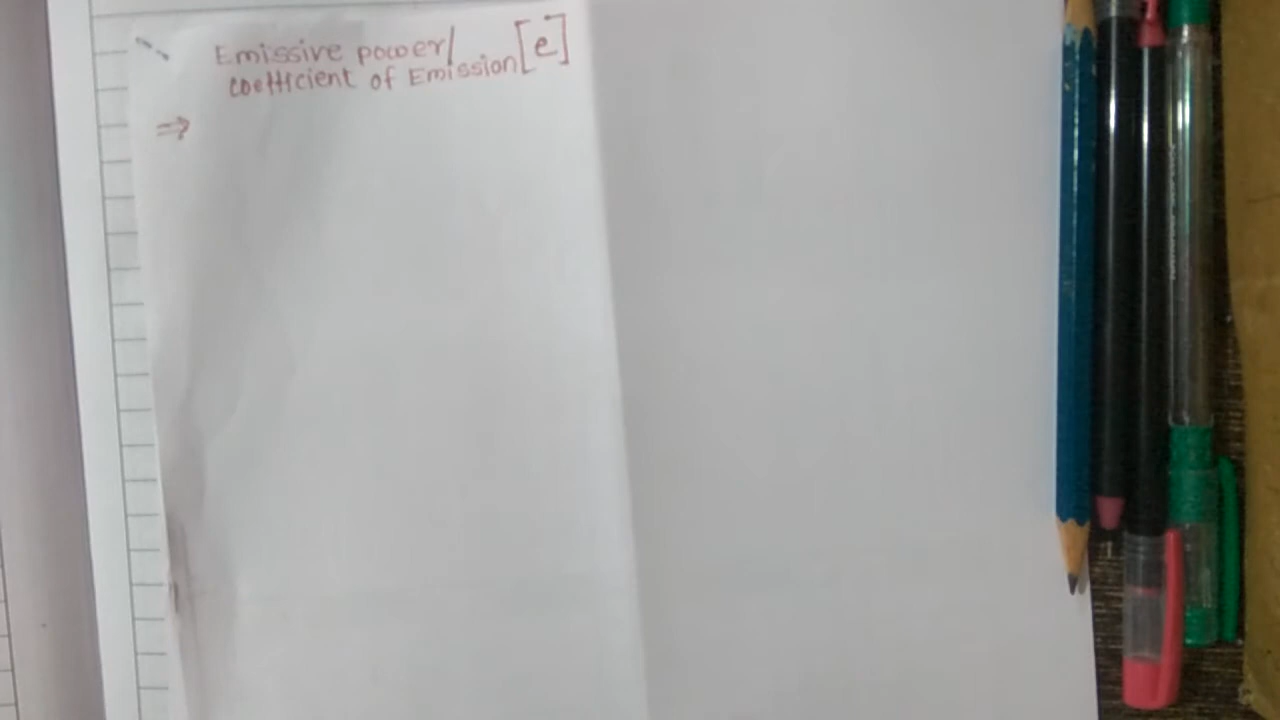 Emissive power/
coefficient of Emission [e]
⇒